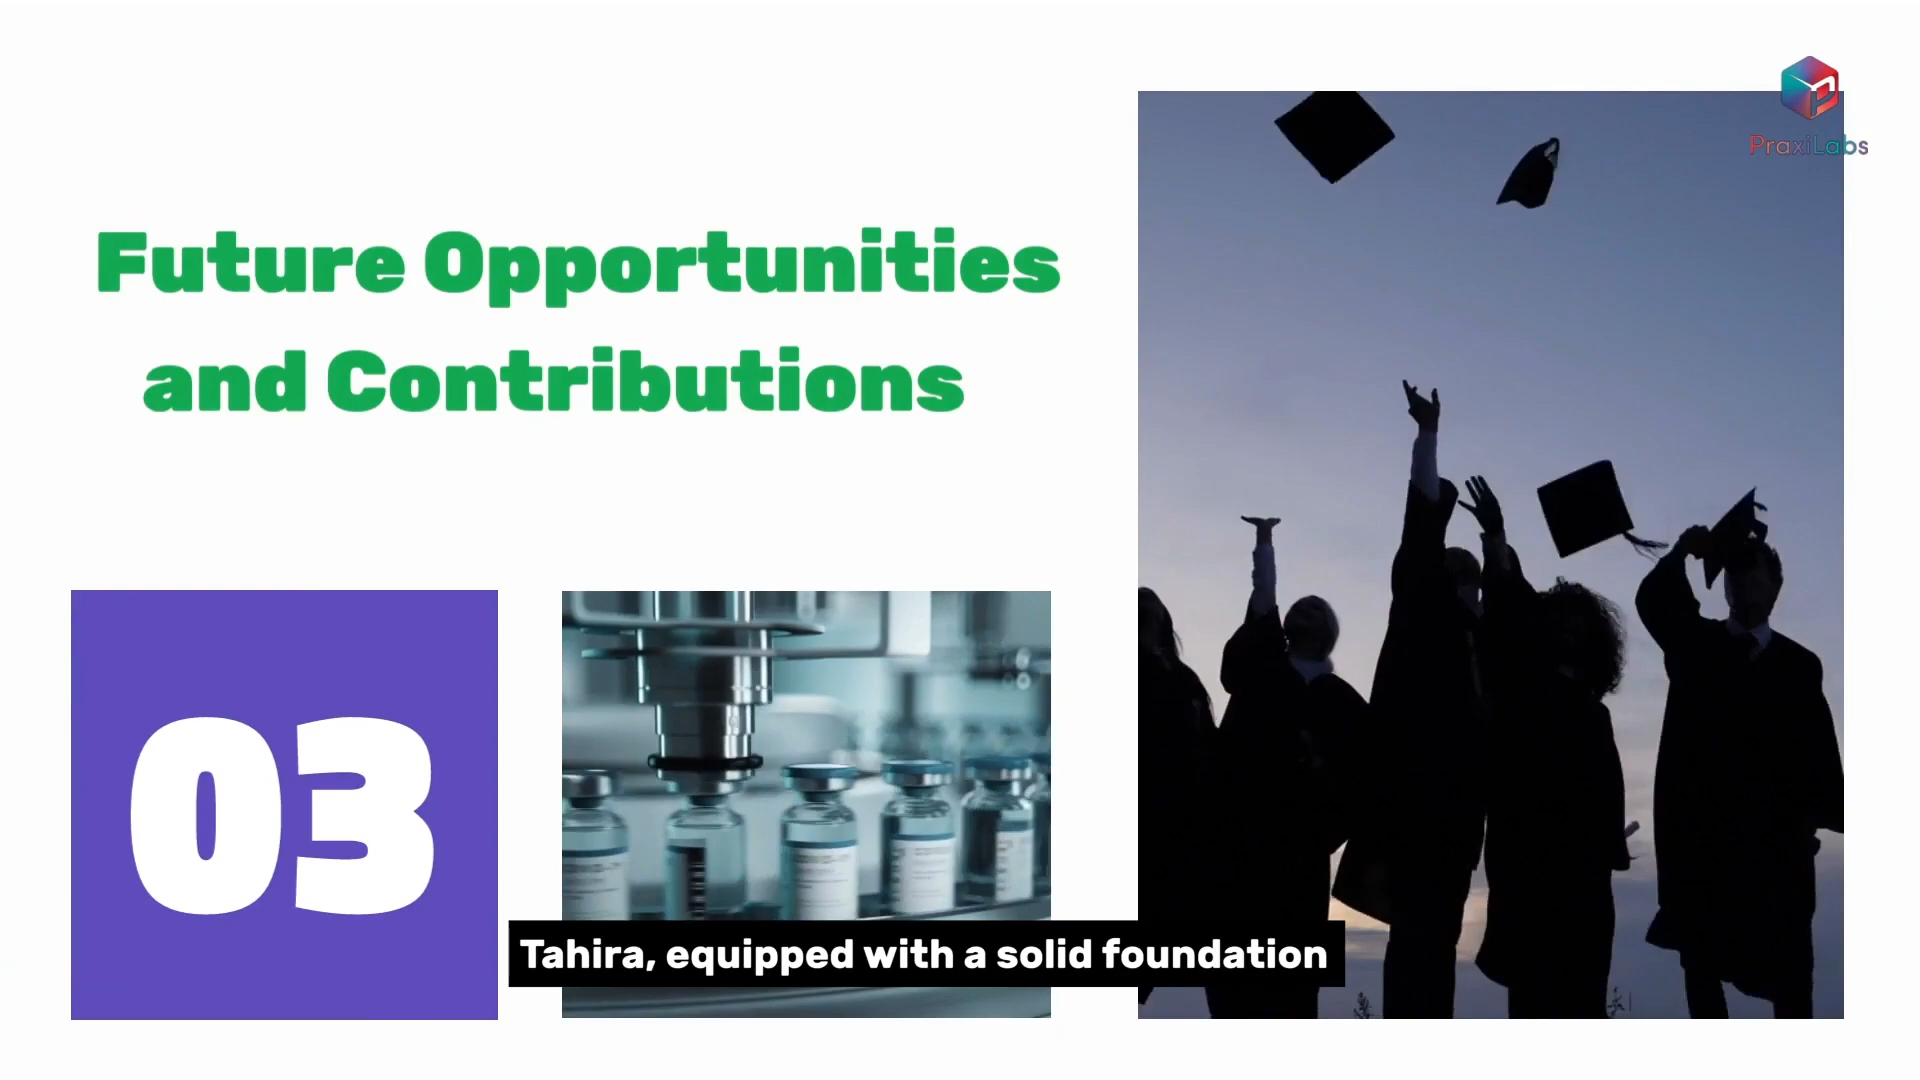 PraxiLabs
Future Opportunities
and Contributions
03
Tahira, equipped with a solid foundation